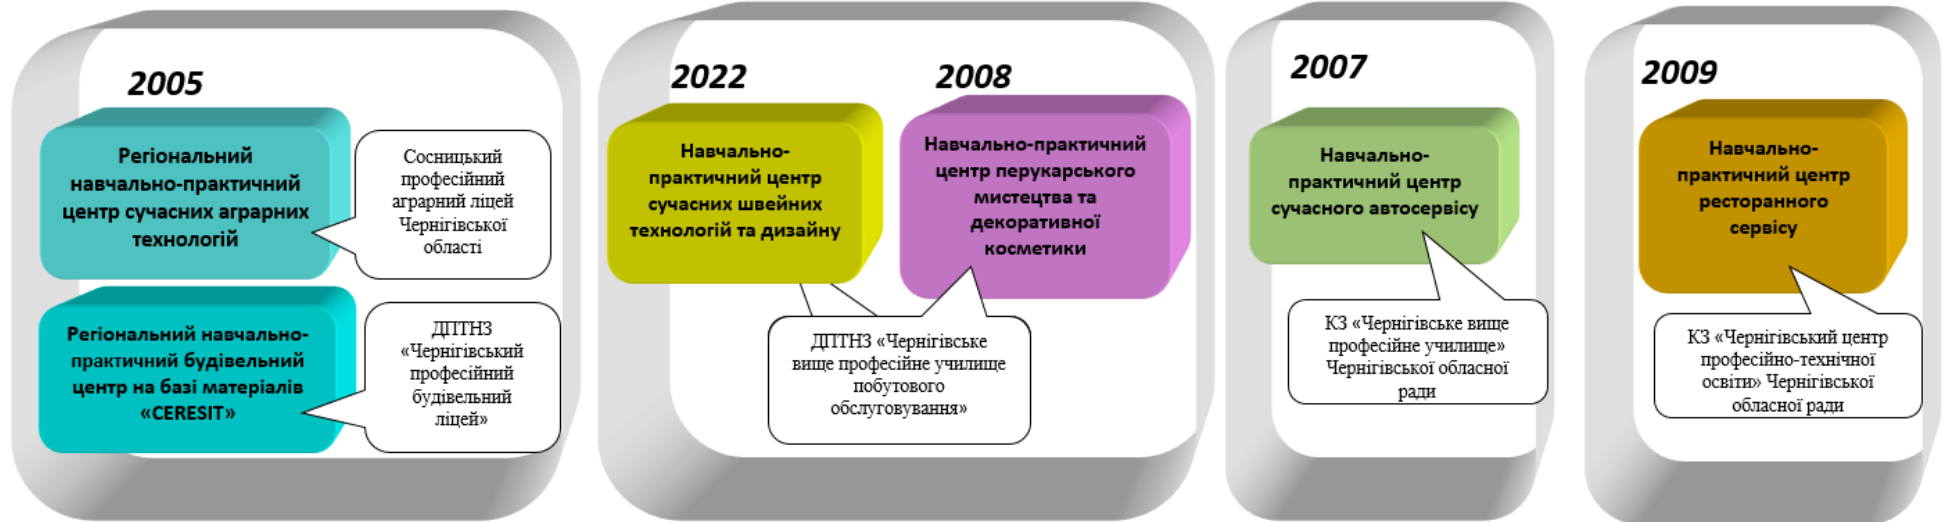 2005
Регіональний
навчально-практичний
центр сучасних аграрних
технологій
Сосницький
професійний
аграрний ліцей
Чернігівської
області
Регіональний навчально-
практичний будівельний
центр на базі матеріалів
«CERESIT»
ДПТНЗ
«Чернігівський
професійний
будівельний
ліцей»
2022
Навчально-
практичний центр
сучасних швейних
технологій та дизайну
2008
Навчально-практичний
центр перукарського
мистецтва та
декоративної
косметики
ДПТНЗ «Чернігівське
вище професійне училище
побутового
обслуговування»
2007
Навчально-
практичний центр
сучасного автосервісу
КЗ «Чернігівське вище
професійне училище»
Чернігівської обласної
ради
2009
Навчально-
практичний центр
ресторанного
сервісу
КЗ «Чернігівський центр
професійно-технічної
освіти» Чернігівської
обласної ради